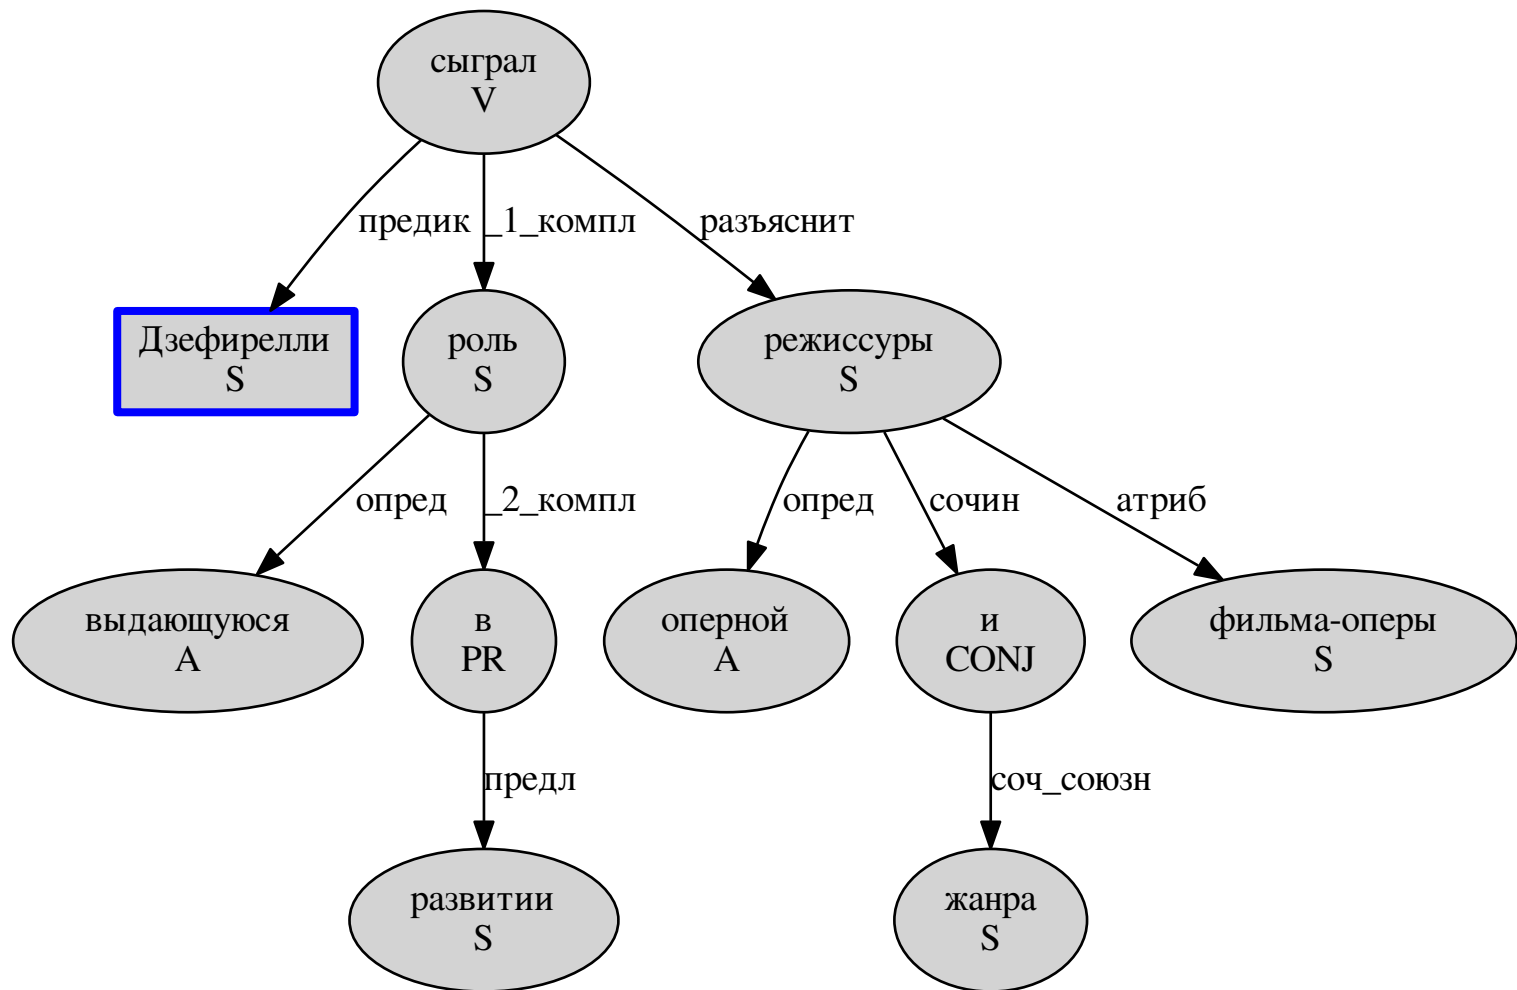 сыграл
V
предик
_1_компл
разъяснит
Дзефирелли
S
роль
S
режиссуры
S
опред
_2_компл
опред
сочин
атриб
выдающуюся
A
в
PR
оперной
A
и
CONJ
фильма-оперы
S
предл
соч_союзн
развитии
S
жанра
S